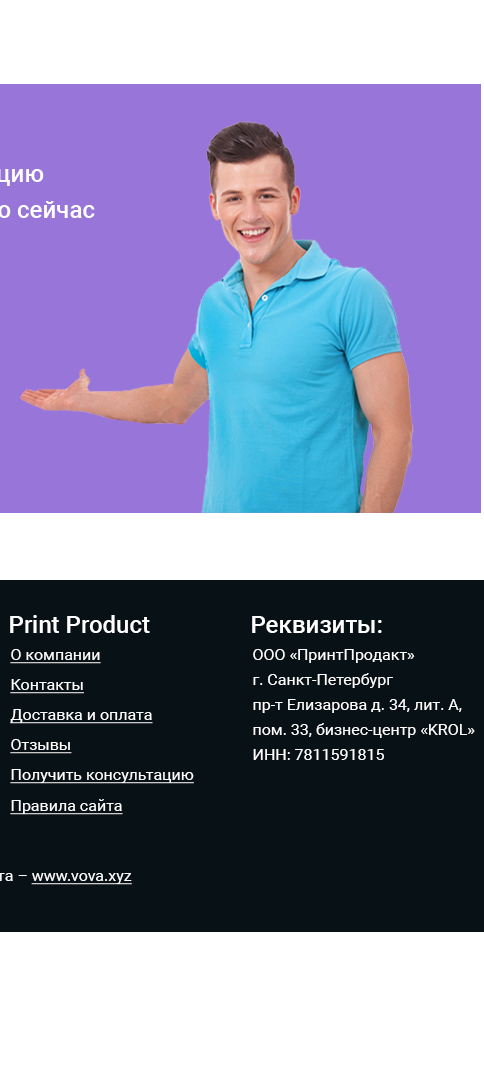 цию
о сейчас
Print Product
О компании
Контакты
Доставка и оплата
Отзывы
Получить консультацию
Правила сайта
Реквизиты:
ООО «ПринтПродакт»
г. Санкт-Петербург
пр-т Елизарова д. 34, лит. А,
пом. 33, бизнес-центр «KROL»
ИНН: 7811591815
та – www.vova.xyz